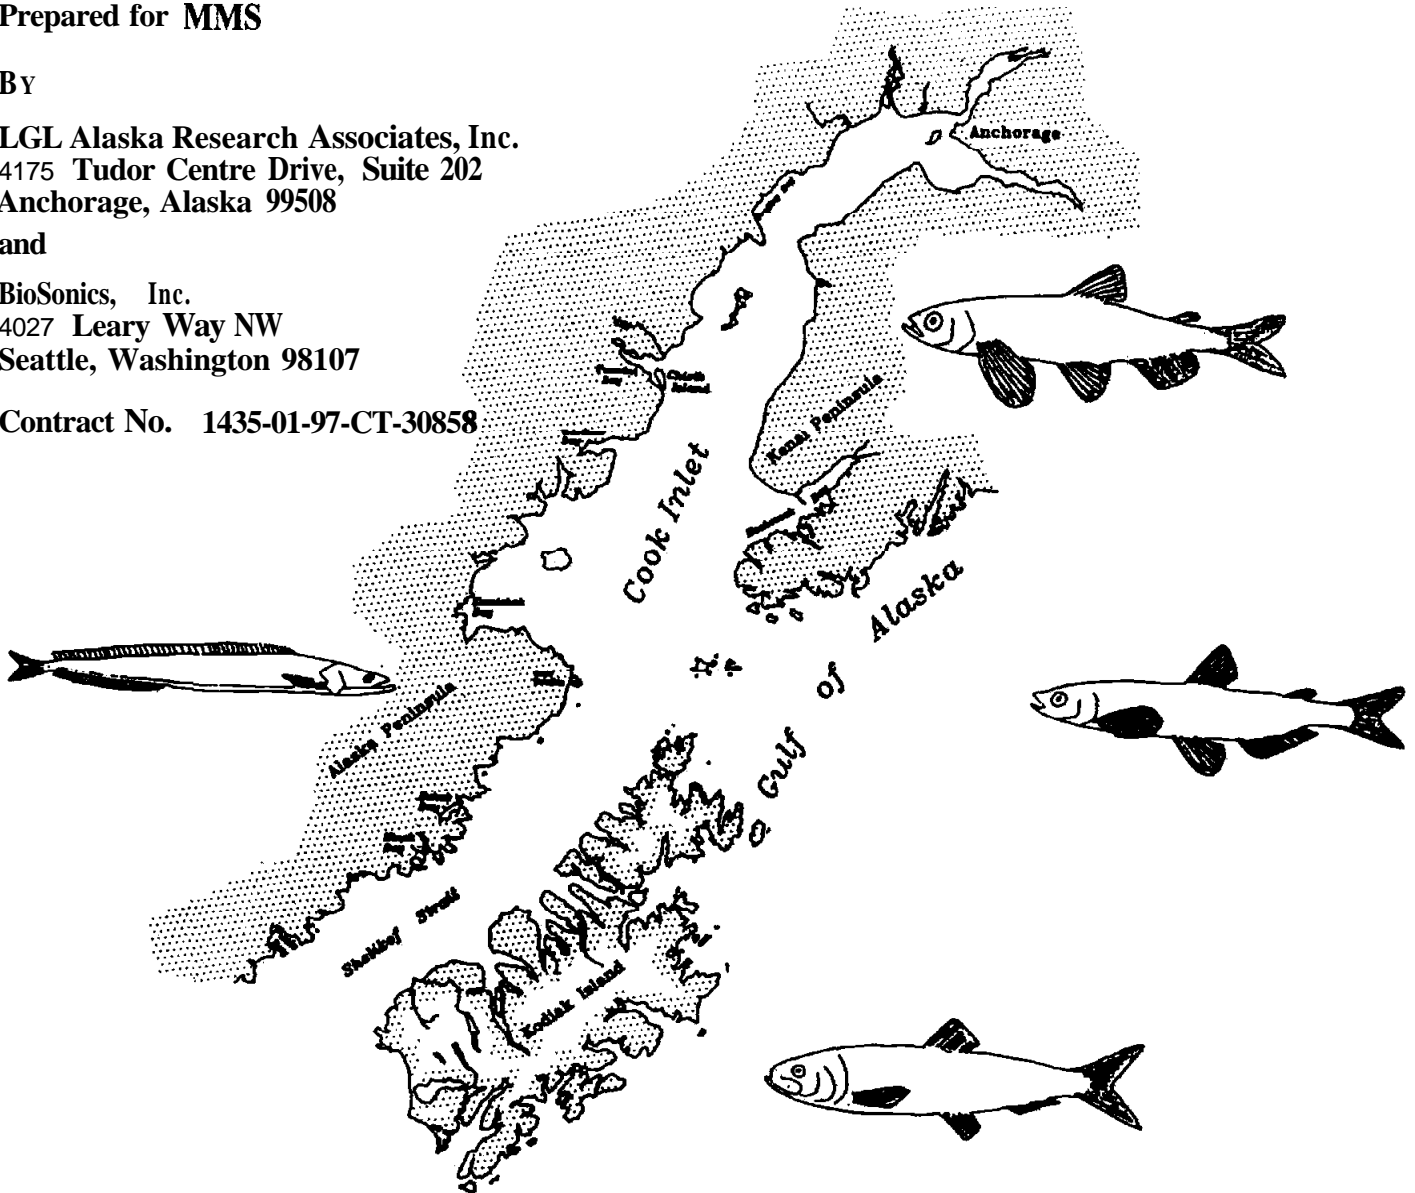 Prepared for MMS
BY
LGL Alaska Research Associates, Inc.
4175 Tudor Centre Drive, Suite 202
Anchorage, Alaska 99508
and
BioSonics, Inc.
4027 Leary Way NW
Seattle, Washington 98107
Contract No. 1435-01-97-CT-30858
Anchorage
Chisik
Island
Kenai Peninsula
Cook Inlet
Gulf of Alaska
Alaska Peninsula
Shelikof Strait
Kodiak Island